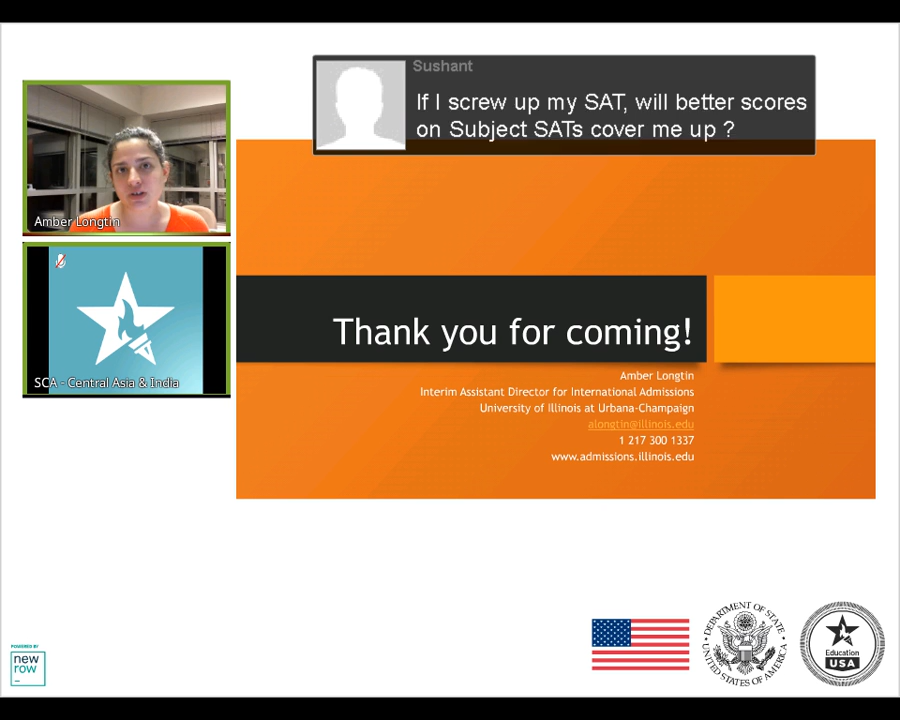 Sushant
If I screw up my SAT, will better scores
on Subject SATs cover me up ?
Amber Longtin
SCA - Central Asia & India
Thank you for coming!
Amber Longtin
Interim Assistant Director for International Admissions
University of Illinois at Urbana-Champaign
alongtin@illinois.edu
1 217 300 1337
www.admissions.illinois.edu
POWERED BY
new
row
DEPARTMENT OF STATE
UNITED STATES OF AMERICA
Education
USA